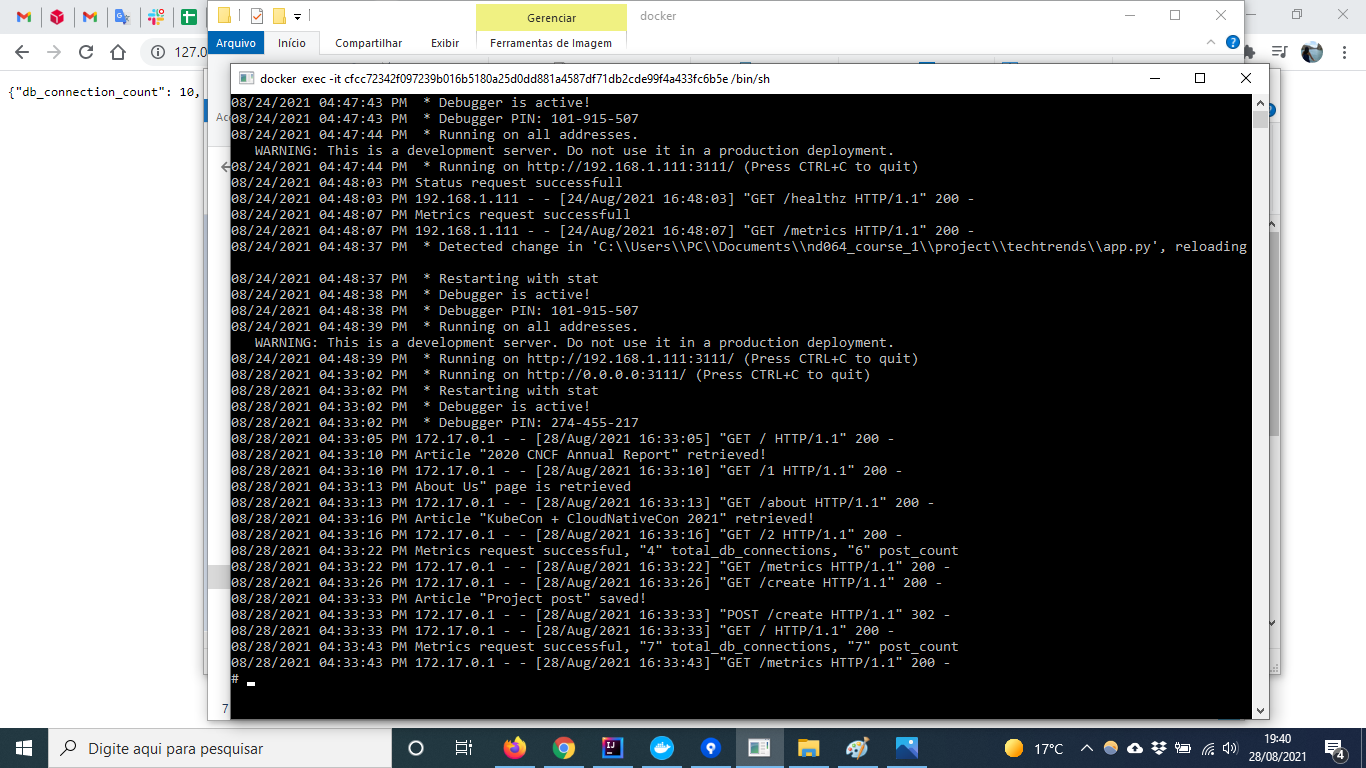 Gerenciar
docker
Arquivo
Início
Compartilhar
Exibir
Ferramentas de Imagem
127.0
{"db_connection_count": 10,
docker exec -it cfcc72342f097239b016b5180a25d0dd881a4587df71db2cde99f4a433fc6b5e /bin/sh
08/24/2021 04:47:43 PM  * Debugger is active!
08/24/2021 04:47:43 PM  * Debugger PIN: 101-915-507
08/24/2021 04:47:44 PM  * Running on all addresses.
   WARNING: This is a development server. Do not use it in a production deployment.
08/24/2021 04:47:44 PM  * Running on http://192.168.1.111:3111/ (Press CTRL+C to quit)
08/24/2021 04:48:03 PM Status request successfull
08/24/2021 04:48:03 PM 192.168.1.111 - - [24/Aug/2021 16:48:03] "GET /healthz HTTP/1.1" 200 -
08/24/2021 04:48:07 PM Metrics request successfull
08/24/2021 04:48:07 PM 192.168.1.111 - - [24/Aug/2021 16:48:07] "GET /metrics HTTP/1.1" 200 -
08/24/2021 04:48:37 PM  * Detected change in 'C:\\Users\\PC\\Documents\\nd064_course_1\\project\\techtrends\\app.py', reloading
08/24/2021 04:48:37 PM  * Restarting with stat
08/24/2021 04:48:38 PM  * Debugger is active!
08/24/2021 04:48:38 PM  * Debugger PIN: 101-915-507
08/24/2021 04:48:39 PM  * Running on all addresses.
   WARNING: This is a development server. Do not use it in a production deployment.
08/24/2021 04:48:39 PM  * Running on http://192.168.1.111:3111/ (Press CTRL+C to quit)
08/28/2021 04:33:02 PM  * Running on http://0.0.0.0:3111/ (Press CTRL+C to quit)
08/28/2021 04:33:02 PM  * Restarting with stat
08/28/2021 04:33:02 PM  * Debugger is active!
08/28/2021 04:33:02 PM  * Debugger PIN: 274-455-217
08/28/2021 04:33:05 PM 172.17.0.1 - - [28/Aug/2021 16:33:05] "GET / HTTP/1.1" 200 -
08/28/2021 04:33:10 PM Article "2020 CNCF Annual Report" retrieved!
08/28/2021 04:33:10 PM 172.17.0.1 - - [28/Aug/2021 16:33:10] "GET /1 HTTP/1.1" 200 -
08/28/2021 04:33:13 PM About Us" page is retrieved
08/28/2021 04:33:13 PM 172.17.0.1 - - [28/Aug/2021 16:33:13] "GET /about HTTP/1.1" 200 -
08/28/2021 04:33:16 PM Article "KubeCon + CloudNativeCon 2021" retrieved!
08/28/2021 04:33:16 PM 172.17.0.1 - - [28/Aug/2021 16:33:16] "GET /2 HTTP/1.1" 200 -
08/28/2021 04:33:22 PM Metrics request successful, "4" total_db_connections, "6" post_count
08/28/2021 04:33:22 PM 172.17.0.1 - - [28/Aug/2021 16:33:22] "GET /metrics HTTP/1.1" 200 -
08/28/2021 04:33:26 PM 172.17.0.1 - - [28/Aug/2021 16:33:26] "GET /create HTTP/1.1" 200 -
08/28/2021 04:33:33 PM Article "Project post" saved!
08/28/2021 04:33:33 PM 172.17.0.1 - - [28/Aug/2021 16:33:33] "POST /create HTTP/1.1" 302 -
08/28/2021 04:33:33 PM 172.17.0.1 - - [28/Aug/2021 16:33:33] "GET / HTTP/1.1" 200 -
08/28/2021 04:33:43 PM Metrics request successful, "7" total_db_connections, "7" post_count
08/28/2021 04:33:43 PM 172.17.0.1 - - [28/Aug/2021 16:33:43] "GET /metrics HTTP/1.1" 200 -
#
7
Digite aqui para pesquisar
17°C
19:40
28/08/2021
4